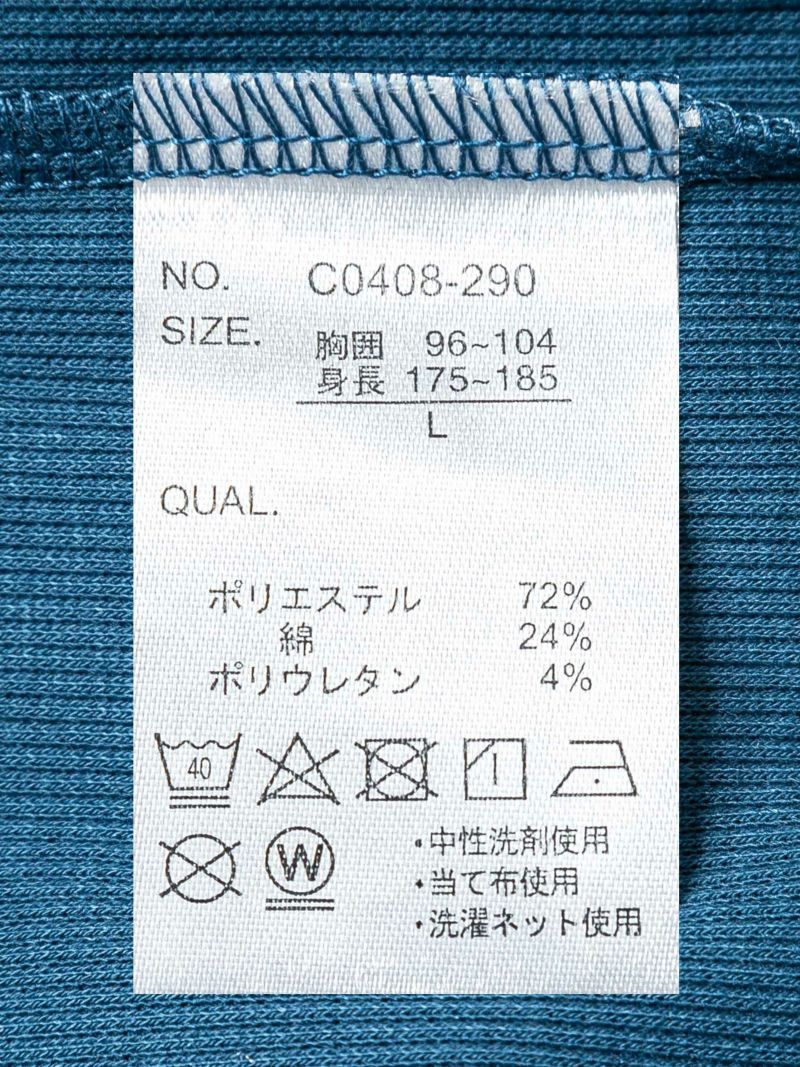 NO. C0408-290
SIZE. 胸囲 96~104
身長 175~185
L
QUAL.
ポリエステル 72%
綿 24%
ポリウレタン 4%
40
W
・中性洗剤使用
・当て布使用
・洗濯ネット使用